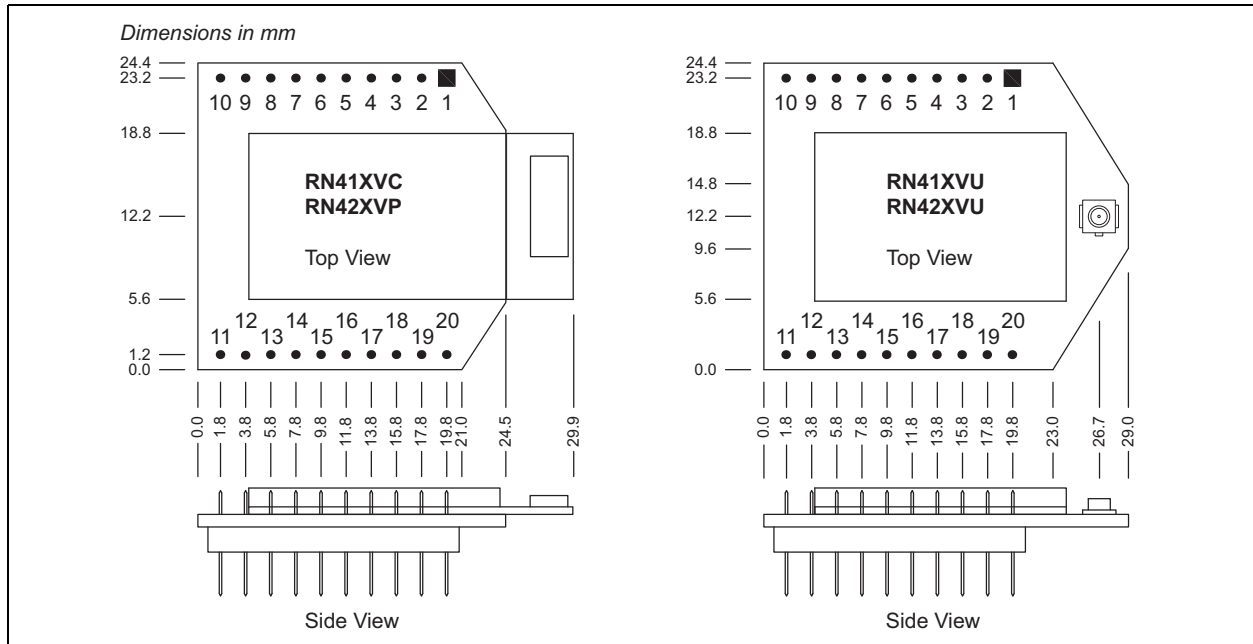 Dimensions in mm
24.4
23.2
18.8
12.2
5.6
1.2
0.0
10 9 8 7 6 5 4 3 2 1
RN41XVC
RN42XVP
Top View
11 12 13 14 15 16 17 18 19 20
0.0 1.8 3.8 5.8 7.8 9.8 11.8 13.8 15.8 17.8 19.8 21.0 24.5 29.9
Side View
24.4
23.2
18.8
14.8
12.2
9.6
5.6
1.2
0.0
10 9 8 7 6 5 4 3 2 1
RN41XVU
RN42XVU
Top View
11 12 13 14 15 16 17 18 19 20
0.0 1.8 3.8 5.8 7.8 9.8 11.8 13.8 15.8 17.8 19.8 23.0 26.7 29.0
Side View